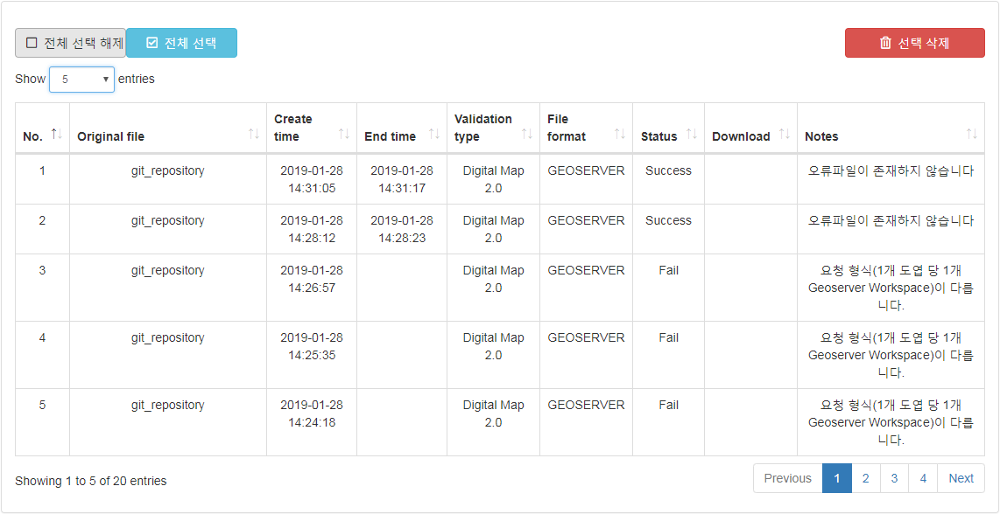 전체 선택 해제 전체 선택 선택 삭제
Show 5 entries
No. Original file Create time End time Validation type File format Status Download Notes
1 git_repository 2019-01-28 14:31:05 2019-01-28 14:31:17 Digital Map 2.0 GEOSERVER Success 오류파일이 존재하지 않습니다
2 git_repository 2019-01-28 14:28:12 2019-01-28 14:28:23 Digital Map 2.0 GEOSERVER Success 오류파일이 존재하지 않습니다
3 git_repository 2019-01-28 14:26:57 Digital Map 2.0 GEOSERVER Fail 요청 형식(1개 도엽 당 1개 Geoserver Workspace)이 다릅니다.
4 git_repository 2019-01-28 14:25:35 Digital Map 2.0 GEOSERVER Fail 요청 형식(1개 도엽 당 1개 Geoserver Workspace)이 다릅니다.
5 git_repository 2019-01-28 14:24:18 Digital Map 2.0 GEOSERVER Fail 요청 형식(1개 도엽 당 1개 Geoserver Workspace)이 다릅니다.
Showing 1 to 5 of 20 entries Previous 1 2 3 4 Next